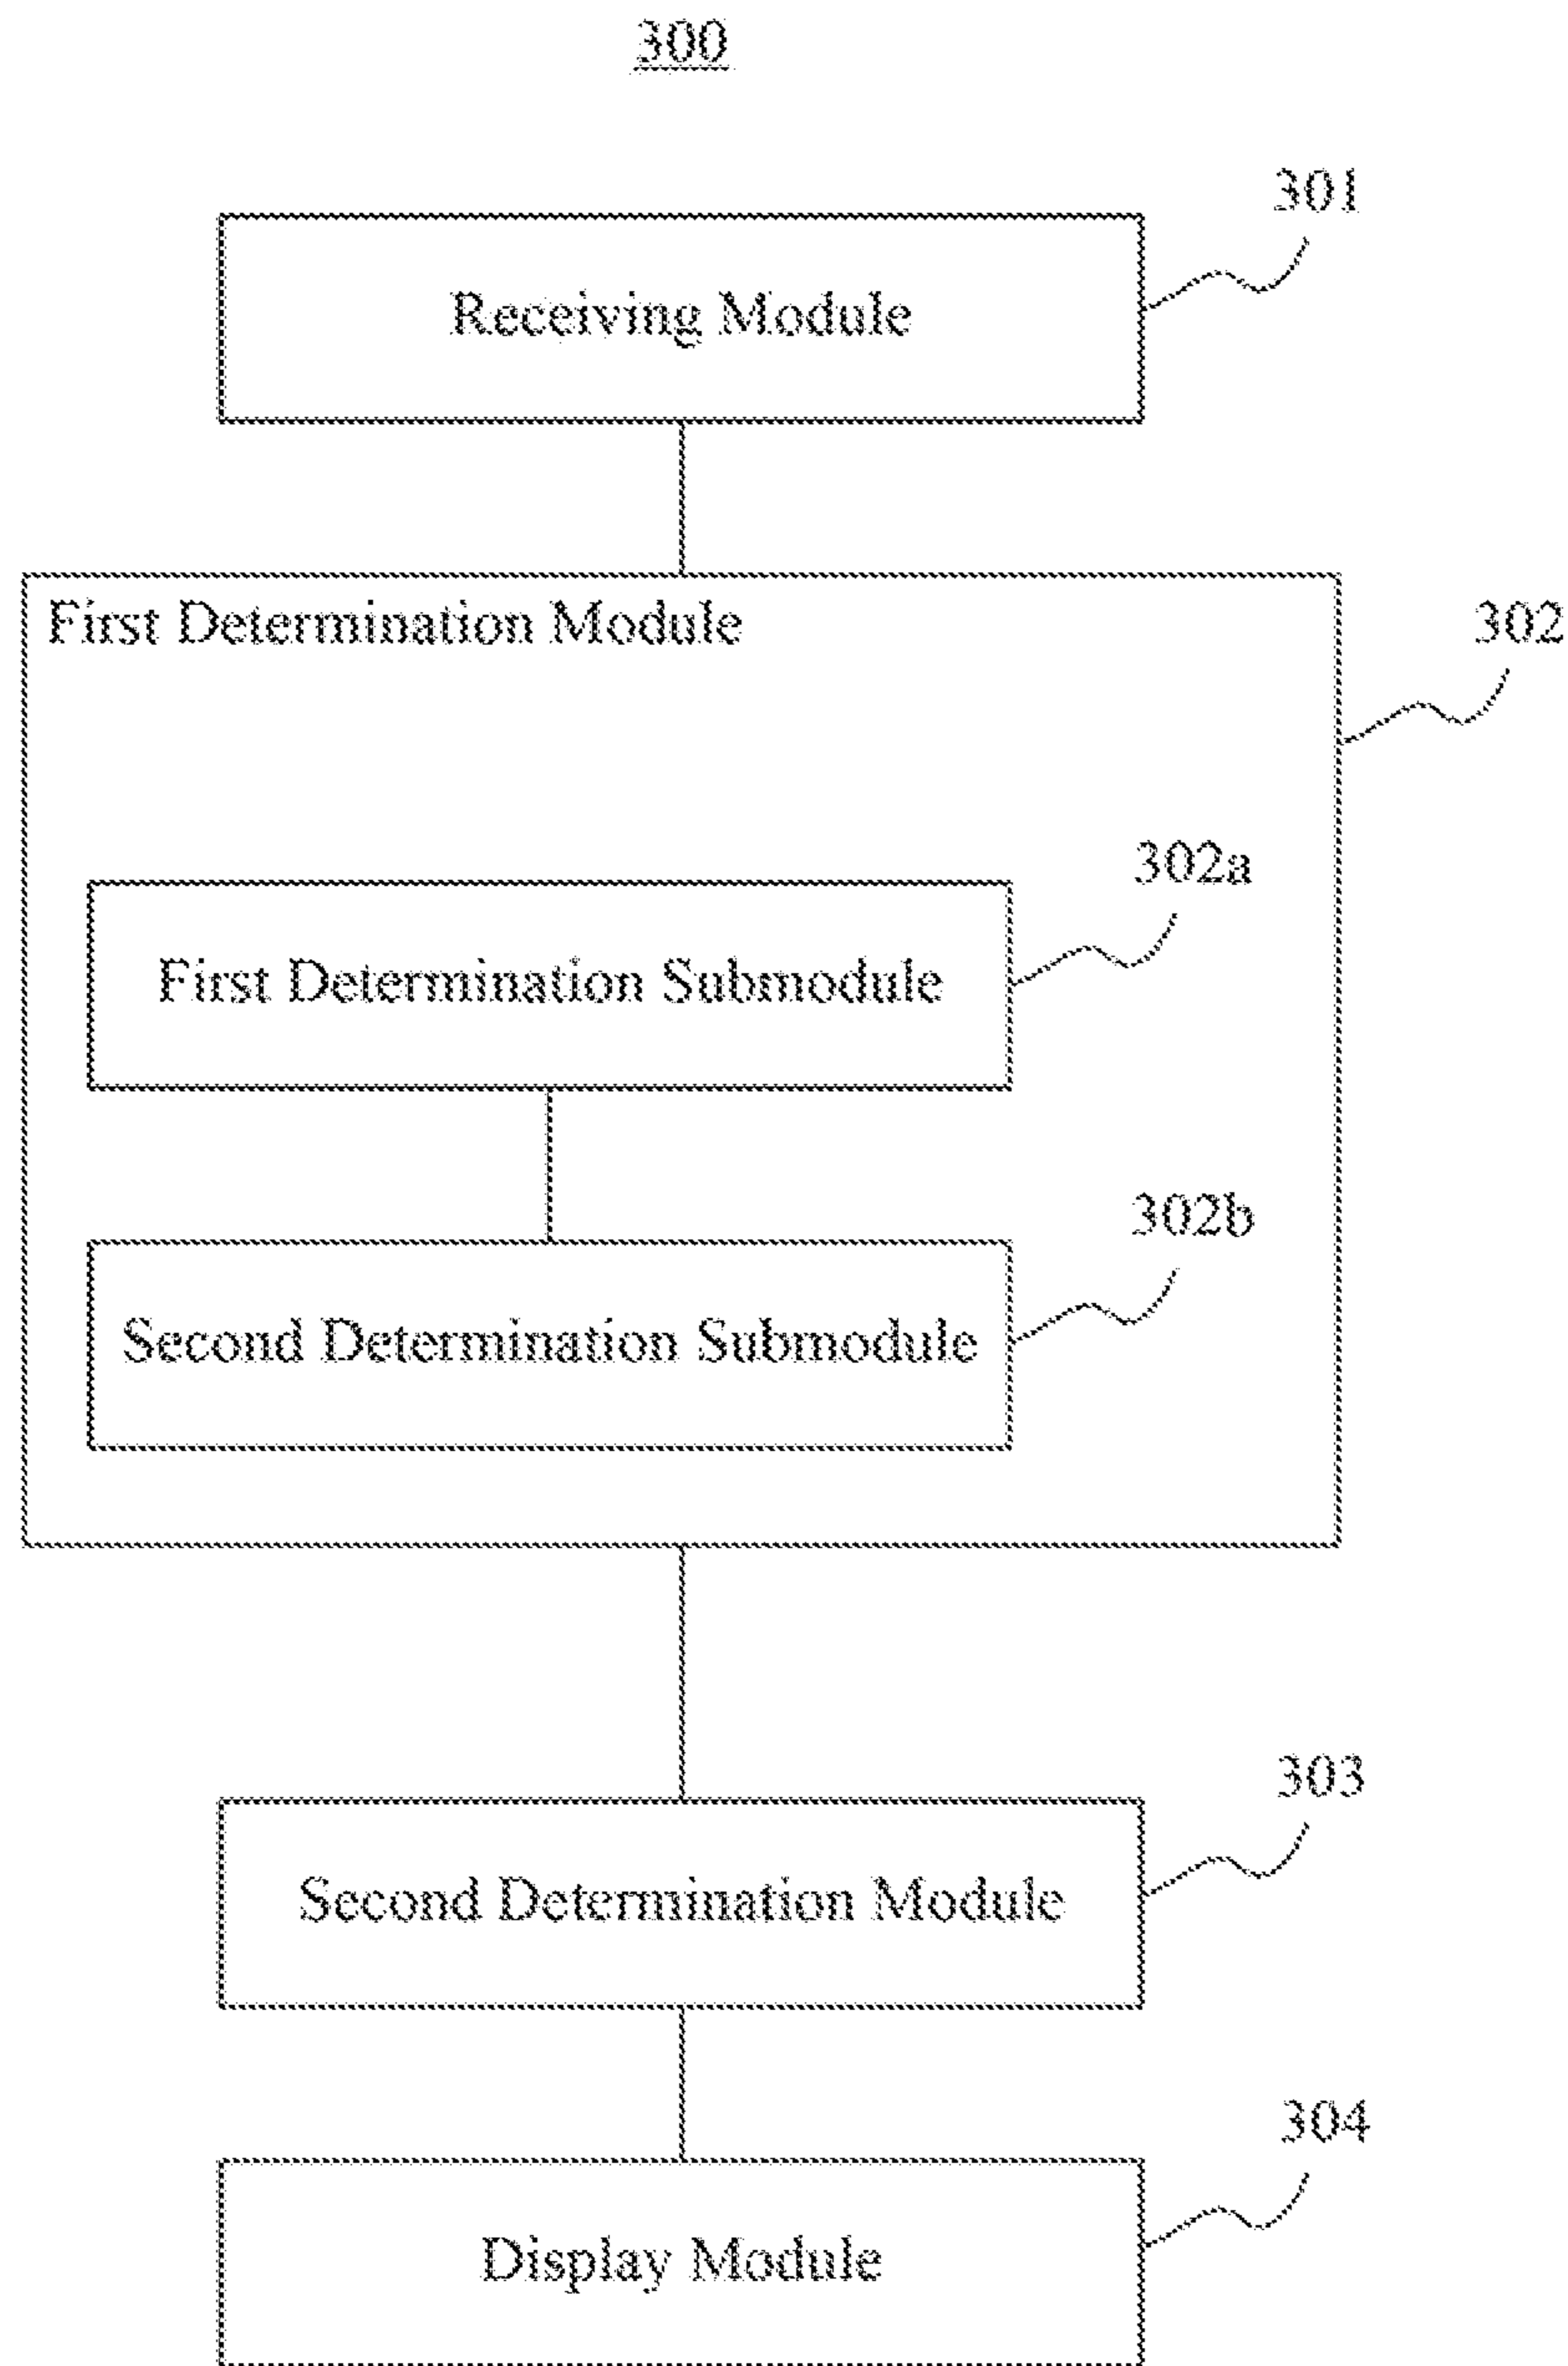 300
301
Receiving Module
First Determination Module
302
302a
First Determination Submodule
302b
Second Determination Submodule
303
Second Determination Module
304
Display Module